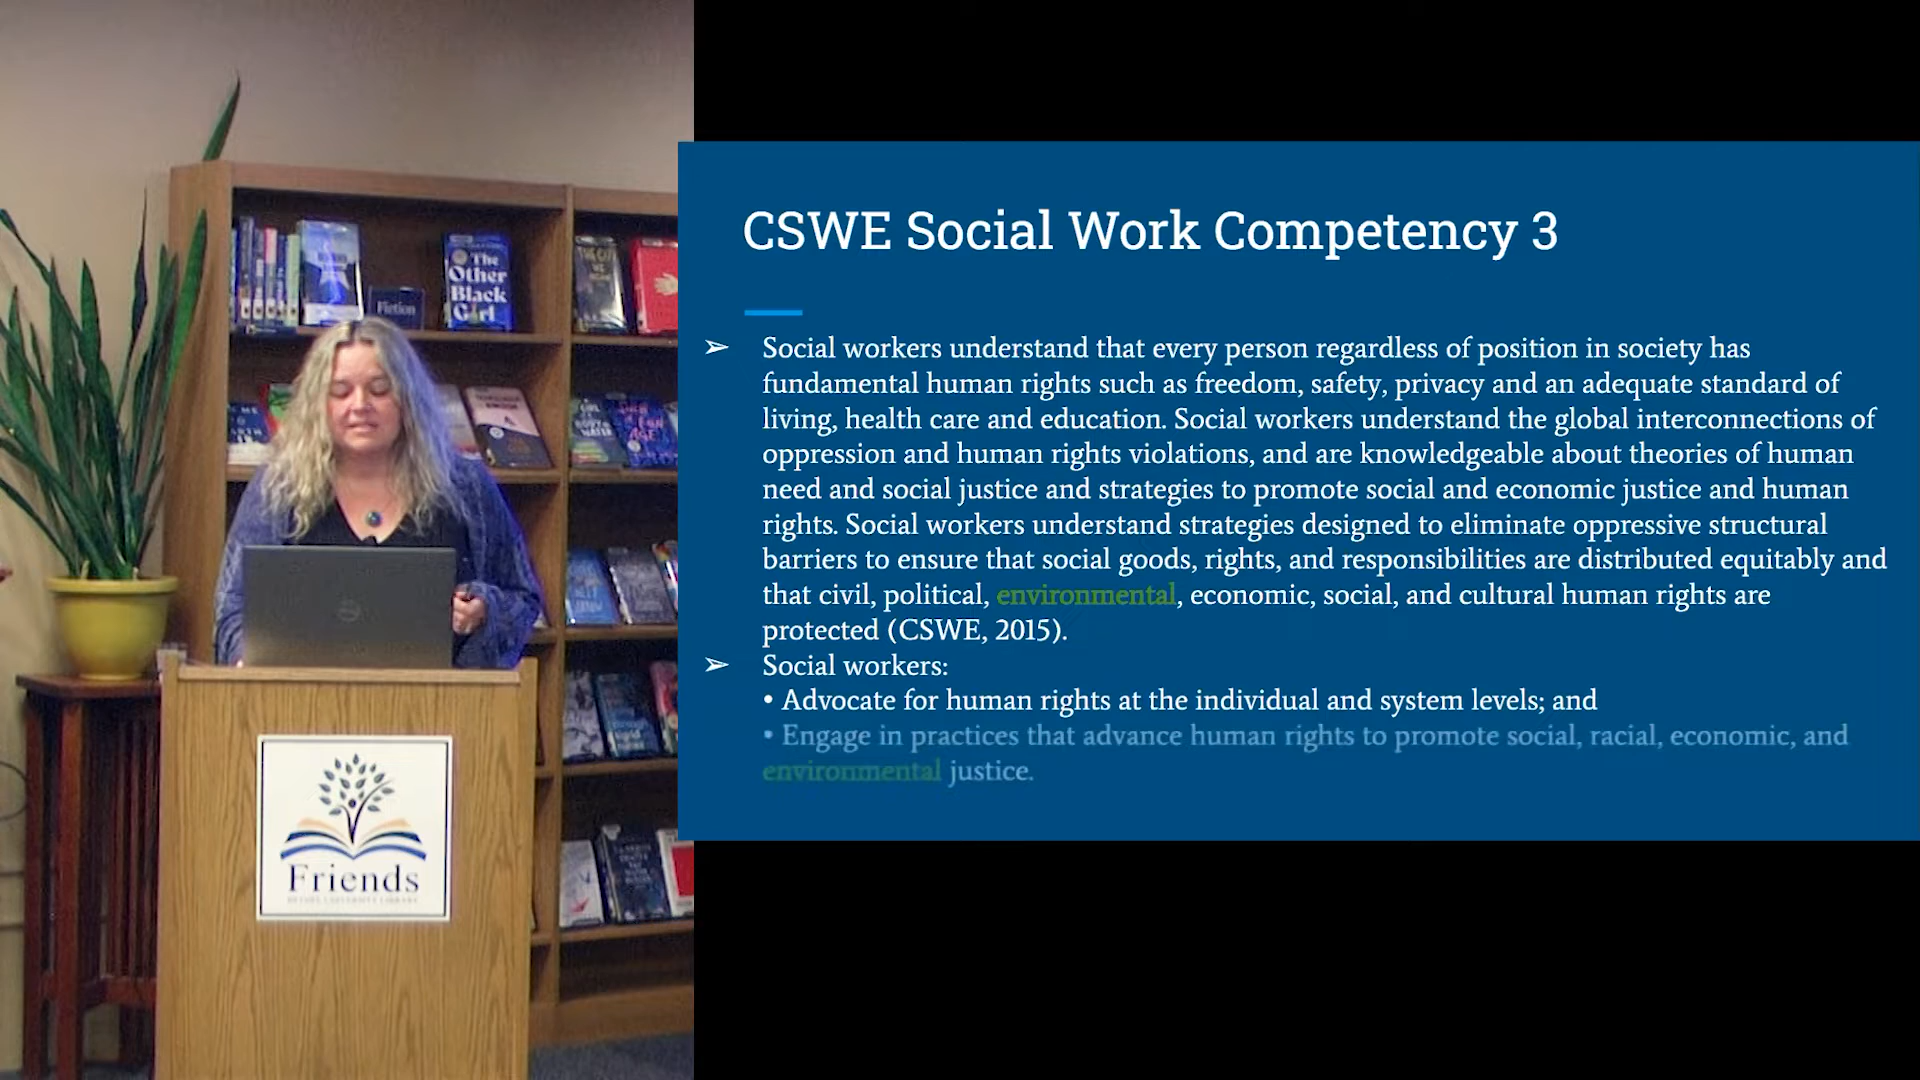 CSWE Social Work Competency 3
➢ Social workers understand that every person regardless of position in society has
fundamental human rights such as freedom, safety, privacy and an adequate standard of
living, health care and education. Social workers understand the global interconnections of
oppression and human rights violations, and are knowledgeable about theories of human
need and social justice and strategies to promote social and economic justice and human
rights. Social workers understand strategies designed to eliminate oppressive structural
barriers to ensure that social goods, rights, and responsibilities are distributed equitably and
that civil, political, environmental, economic, social, and cultural human rights are
protected (CSWE, 2015).
➢ Social workers:
• Advocate for human rights at the individual and system levels; and
• Engage in practices that advance human rights to promote social, racial, economic, and
environmental justice.
The
Other
Black
Girl
Fiction
Friends